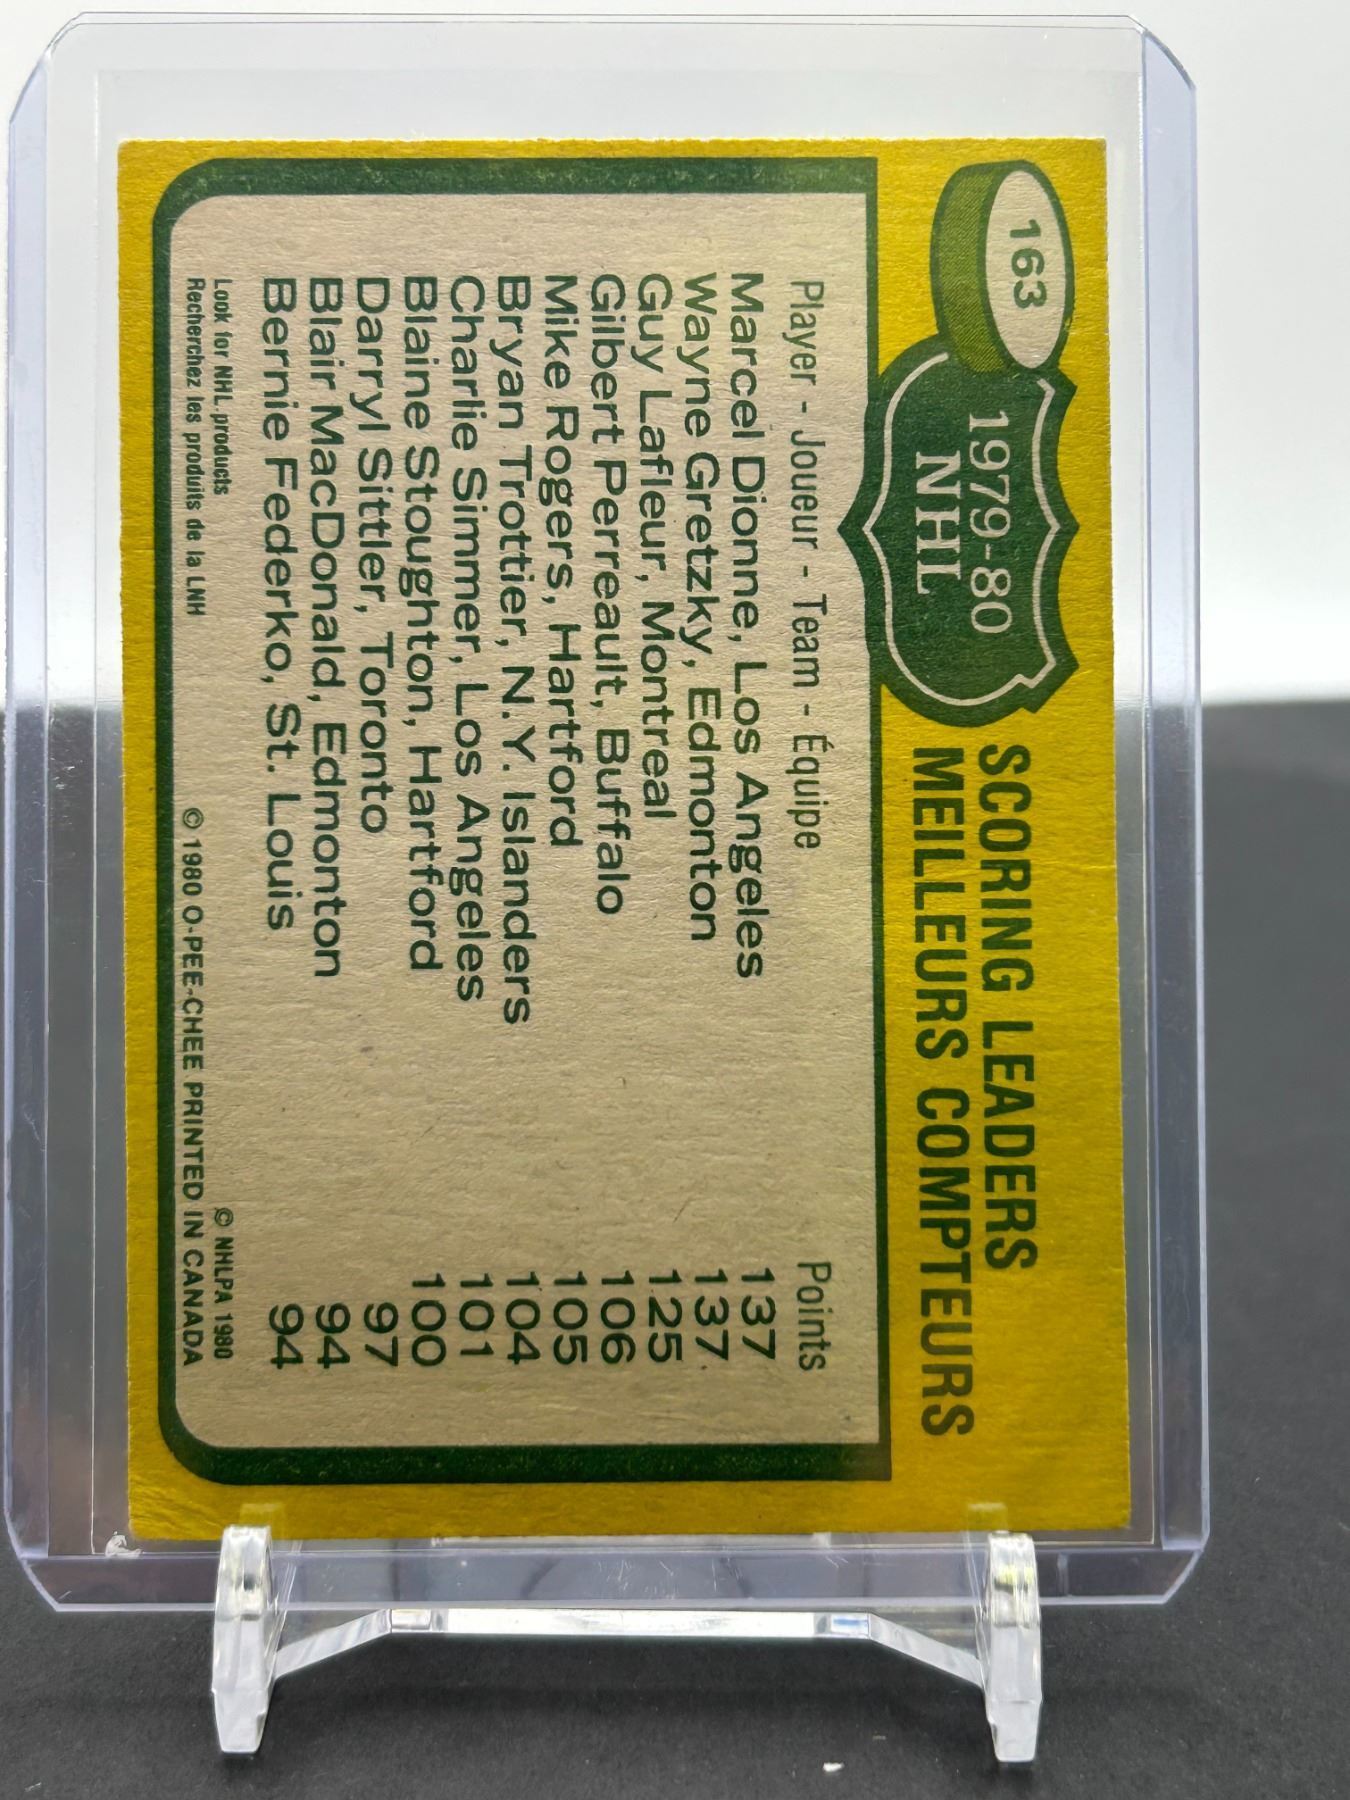 163
1979-80
NHL
SCORING LEADERS
MEILLEURS COMPTEURS
Player - Joueur - Team - Équipe Points
Marcel Dionne, Los Angeles 137
Wayne Gretzky, Edmonton 137
Guy Lafleur, Montreal 125
Gilbert Perreault, Buffalo 106
Mike Rogers, Hartford 105
Bryan Trottier, N.Y. Islanders 104
Charlie Simmer, Los Angeles 101
Blaine Stoughton, Hartford 100
Darryl Sittler, Toronto 97
Blair MacDonald, Edmonton 94
Bernie Federko, St. Louis 94
Look for NHL products © NHLPA 1980
Recherchez les produits de la LNH © 1980 O-PEE-CHEE PRINTED IN CANADA